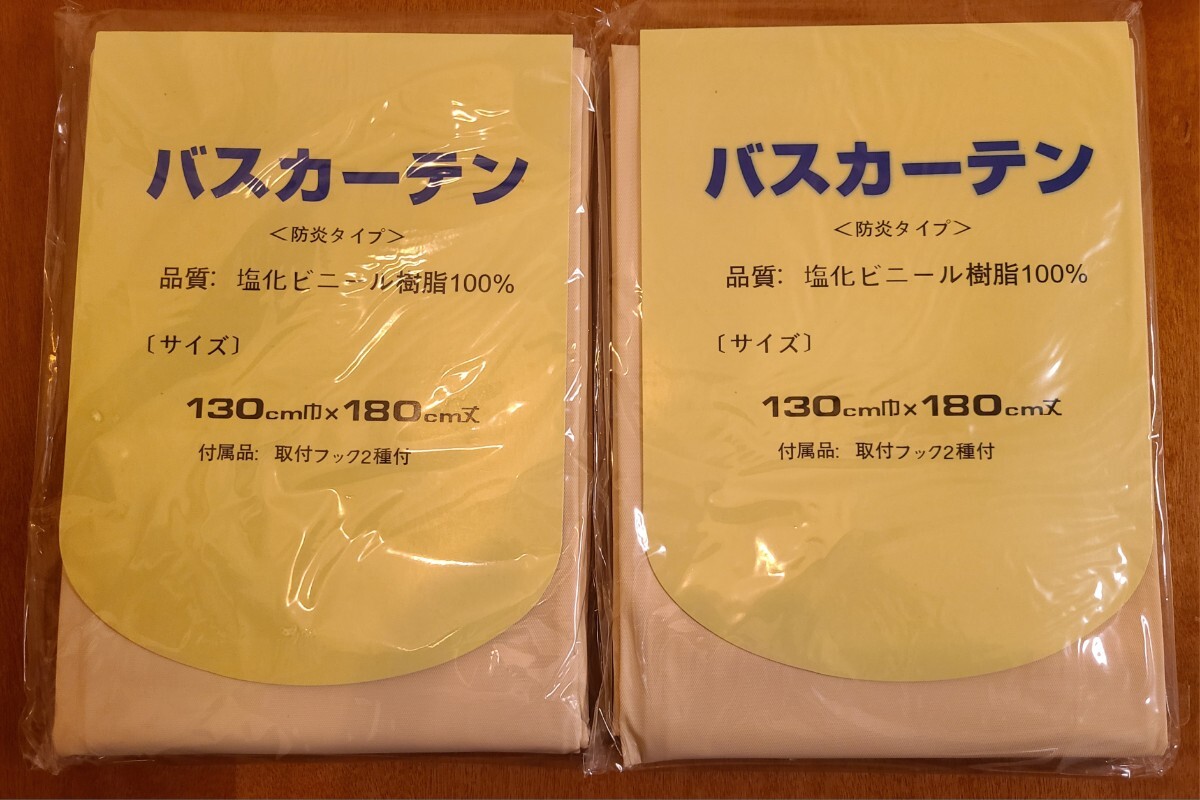 バスカーテン
＜防炎タイプ＞
品質: 塩化ビニール樹脂100%
〔サイズ〕
130cm巾×180cm丈
付属品: 取付フック2種付
バスカーテン
＜防炎タイプ＞
品質: 塩化ビニール樹脂100%
〔サイズ〕
130cm巾×180cm丈
付属品: 取付フック2種付